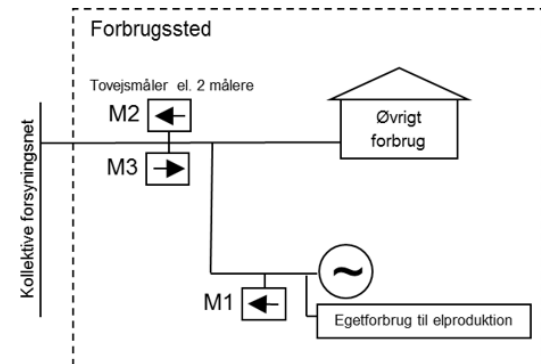 Forbrugssted
Tovejsmåler el. 2 målere
M2
M3
Øvrigt
forbrug
Kollektive forsyningsnet
~
M1
Egetforbrug til elproduktion